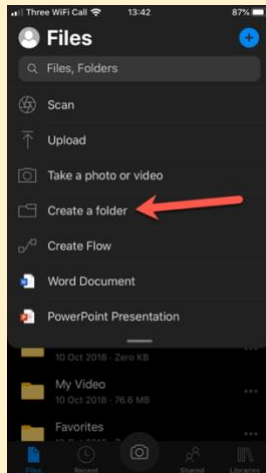 Three WiFi Call 13:42 87%
Files
Files, Folders
Scan
Upload
Take a photo or video
Create a folder
Create Flow
Word Document
PowerPoint Presentation
10 Oct 2018 - Zero KB
My Video
10 Oct 2018 - 76.6 MB
Favorites
Files Recent Shared Libraries